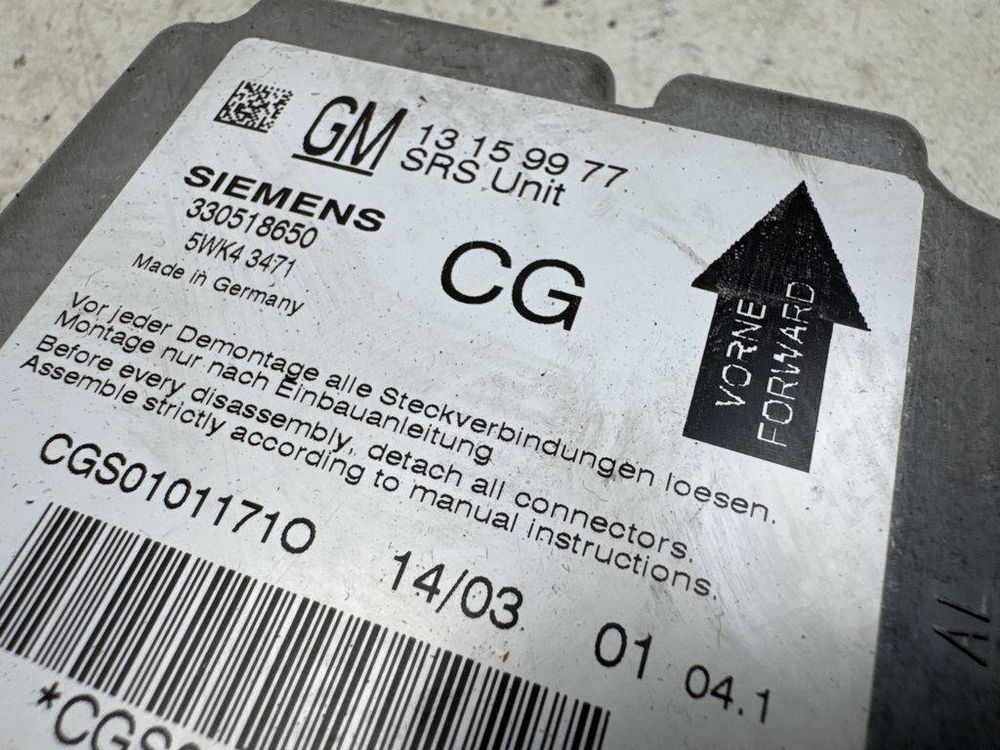 GM 13 15 99 77
SRS Unit
SIEMENS
330518650
5WK4 3471
Made in Germany
CG
VORNE
FORWARD
Vor jeder Demontage alle Steckverbindungen loesen.
Montage nur nach Einbauanleitung
Before every disassembly, detach all connectors.
Assemble strictly according to manual instructions.
CGS01011710
14/03 01 04.1
*CGS